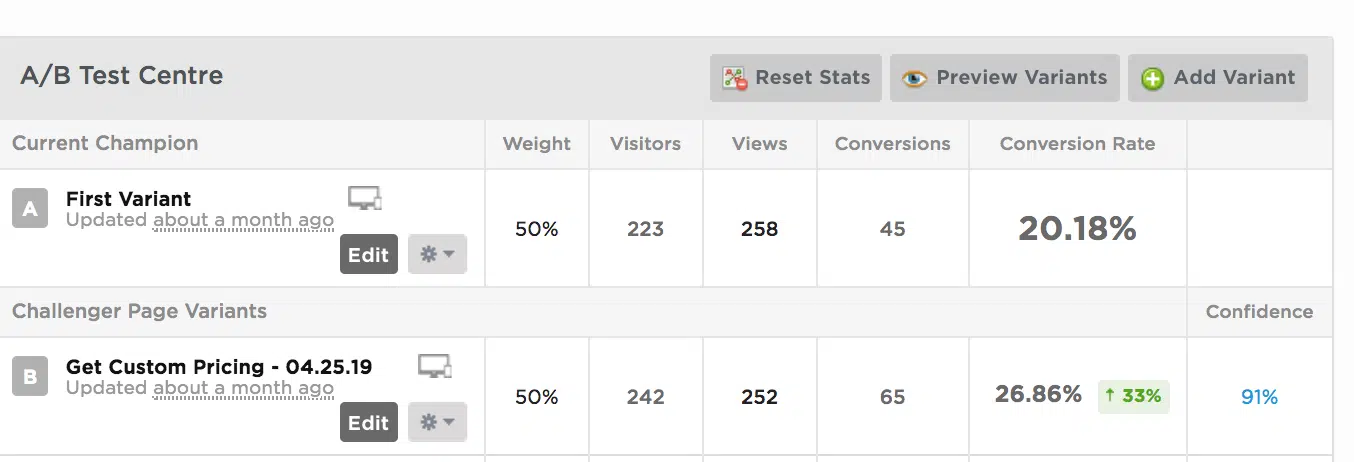 A/B Test Centre
Reset Stats
Preview Variants
Add Variant
Current Champion
Weight
Visitors
Views
Conversions
Conversion Rate
A
First Variant
Updated about a month ago
Edit
50%
223
258
45
20.18%
Challenger Page Variants
Confidence
B
Get Custom Pricing - 04.25.19
Updated about a month ago
Edit
50%
242
252
65
26.86%
↑ 33%
91%